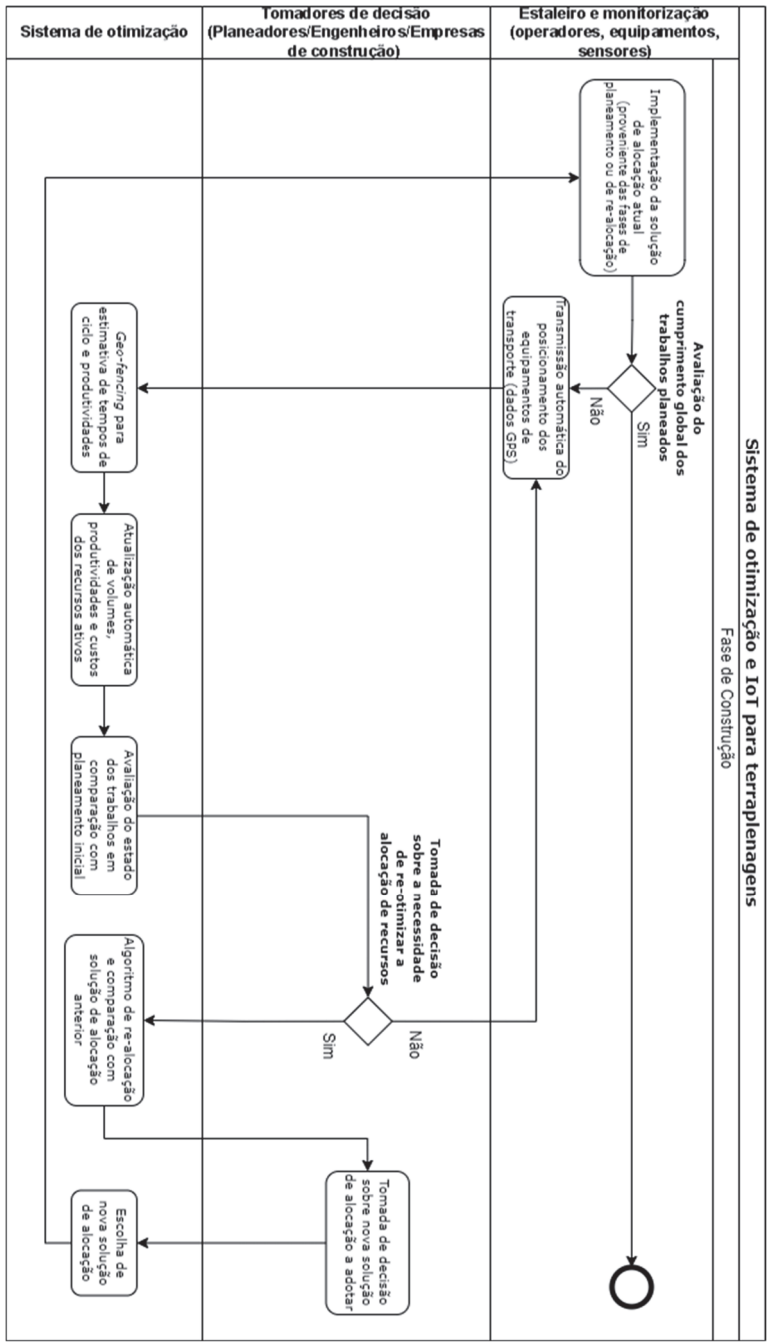 Sistema de otimização e IoT para terraplenagens
Fase de Construção
Estaleiro e monitorização
(operadores, equipamentos,
sensores)
Implementação da solução
de alocação atual
(proveniente das fases de
planeamento ou de re-alocação)
Avaliação do
cumprimento global dos
trabalhos planeados
Sim
Não
Transmissão automática do
posicionamento dos
equipamentos de
transporte (dados GPS)
Tomadores de decisão
(Planeadores/Engenheiros/Empresas
de construção)
Tomada de decisão
sobre a necessidade
de re-otimizar a
alocação de recursos
Não
Sim
Tomada de decisão
sobre nova solução
de alocação a adotar
Sistema de otimização
Geo-fencing para
estimativa de tempos de
ciclo e produtividades
Atualização automática
de volumes,
produtividades e custos
dos recursos ativos
Avaliação do estado
dos trabalhos em
comparação com
planeamento inicial
Algoritmo de re-alocação
e comparação com
solução de alocação
anterior
Escolha de
nova solução
de alocação